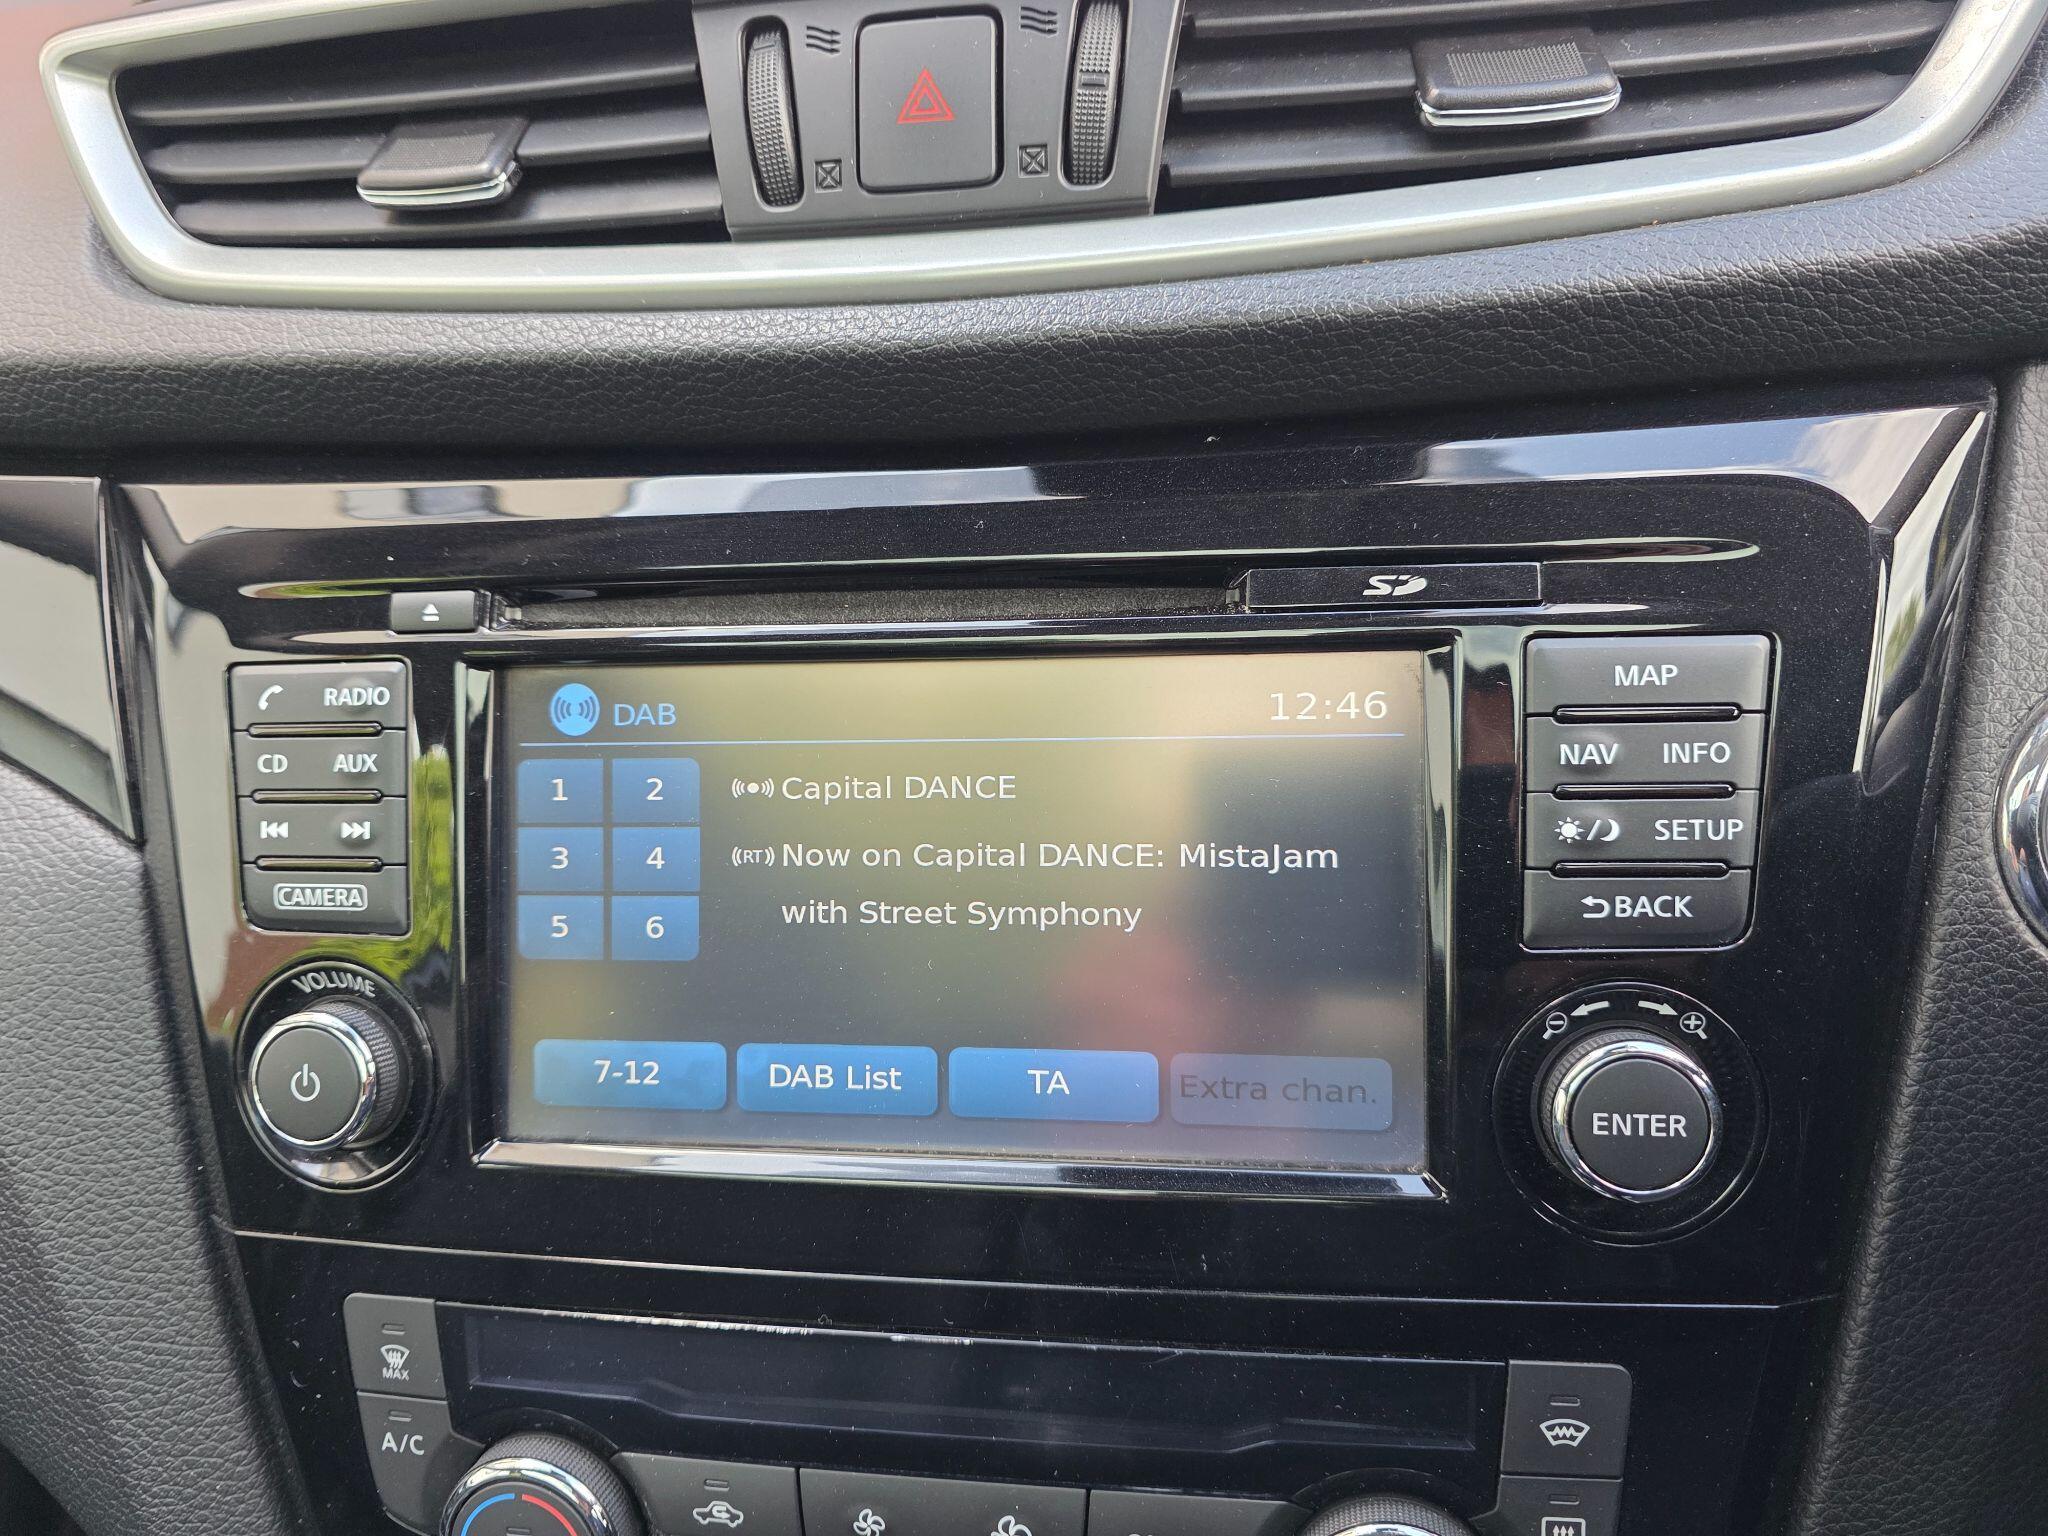 SD
RADIO
CD AUX
CAMERA
VOLUME
DAB 12:46
1 2
3 4
5 6
Capital DANCE
RT Now on Capital DANCE: MistaJam
with Street Symphony
7-12 DAB List TA Extra chan.
MAP
NAV INFO
SETUP
BACK
ENTER
MAX
A/C